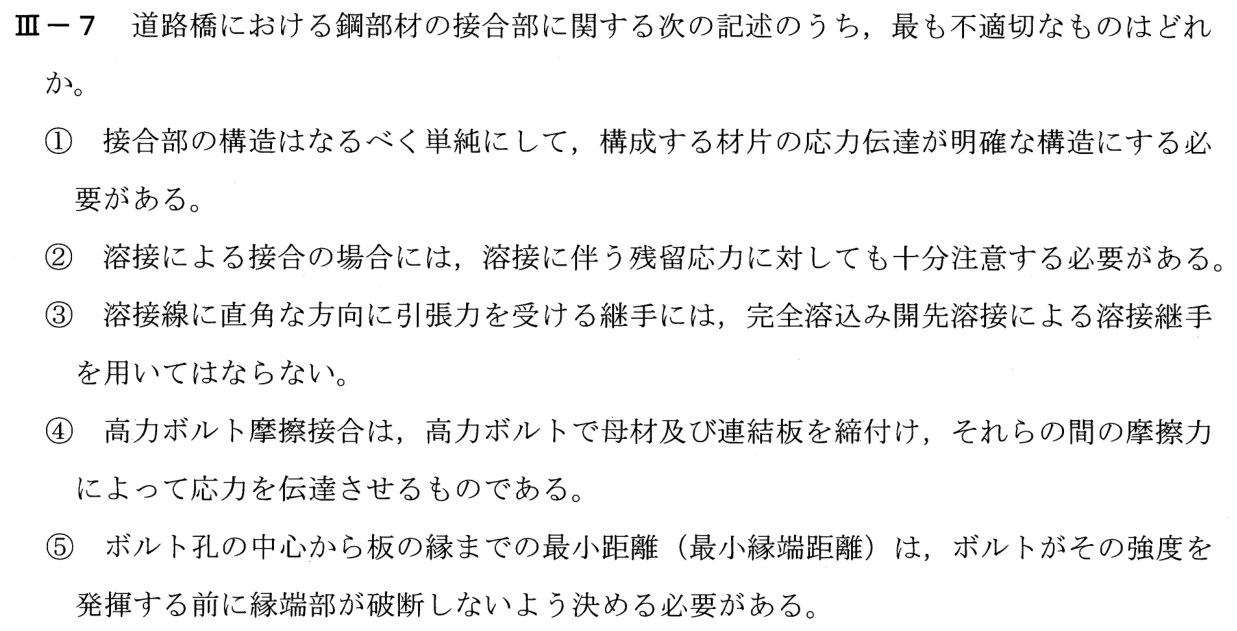 Ⅲ－7　道路橋における鋼部材の接合部に関する次の記述のうち，最も不適切なものはどれ
か。
①　接合部の構造はなるべく単純にして，構成する材片の応力伝達が明確な構造にする必
要がある。
②　溶接による接合の場合には，溶接に伴う残留応力に対しても十分注意する必要がある。
③　溶接線に直角な方向に引張力を受ける継手には，完全溶込み開先溶接による溶接継手
を用いてはならない。
④　高力ボルト摩擦接合は，高力ボルトで母材及び連結板を締付け，それらの間の摩擦力
によって応力を伝達させるものである。
⑤　ボルト孔の中心から板の縁までの最小距離（最小縁端距離）は，ボルトがその強度を
発揮する前に縁端部が破断しないよう決める必要がある。